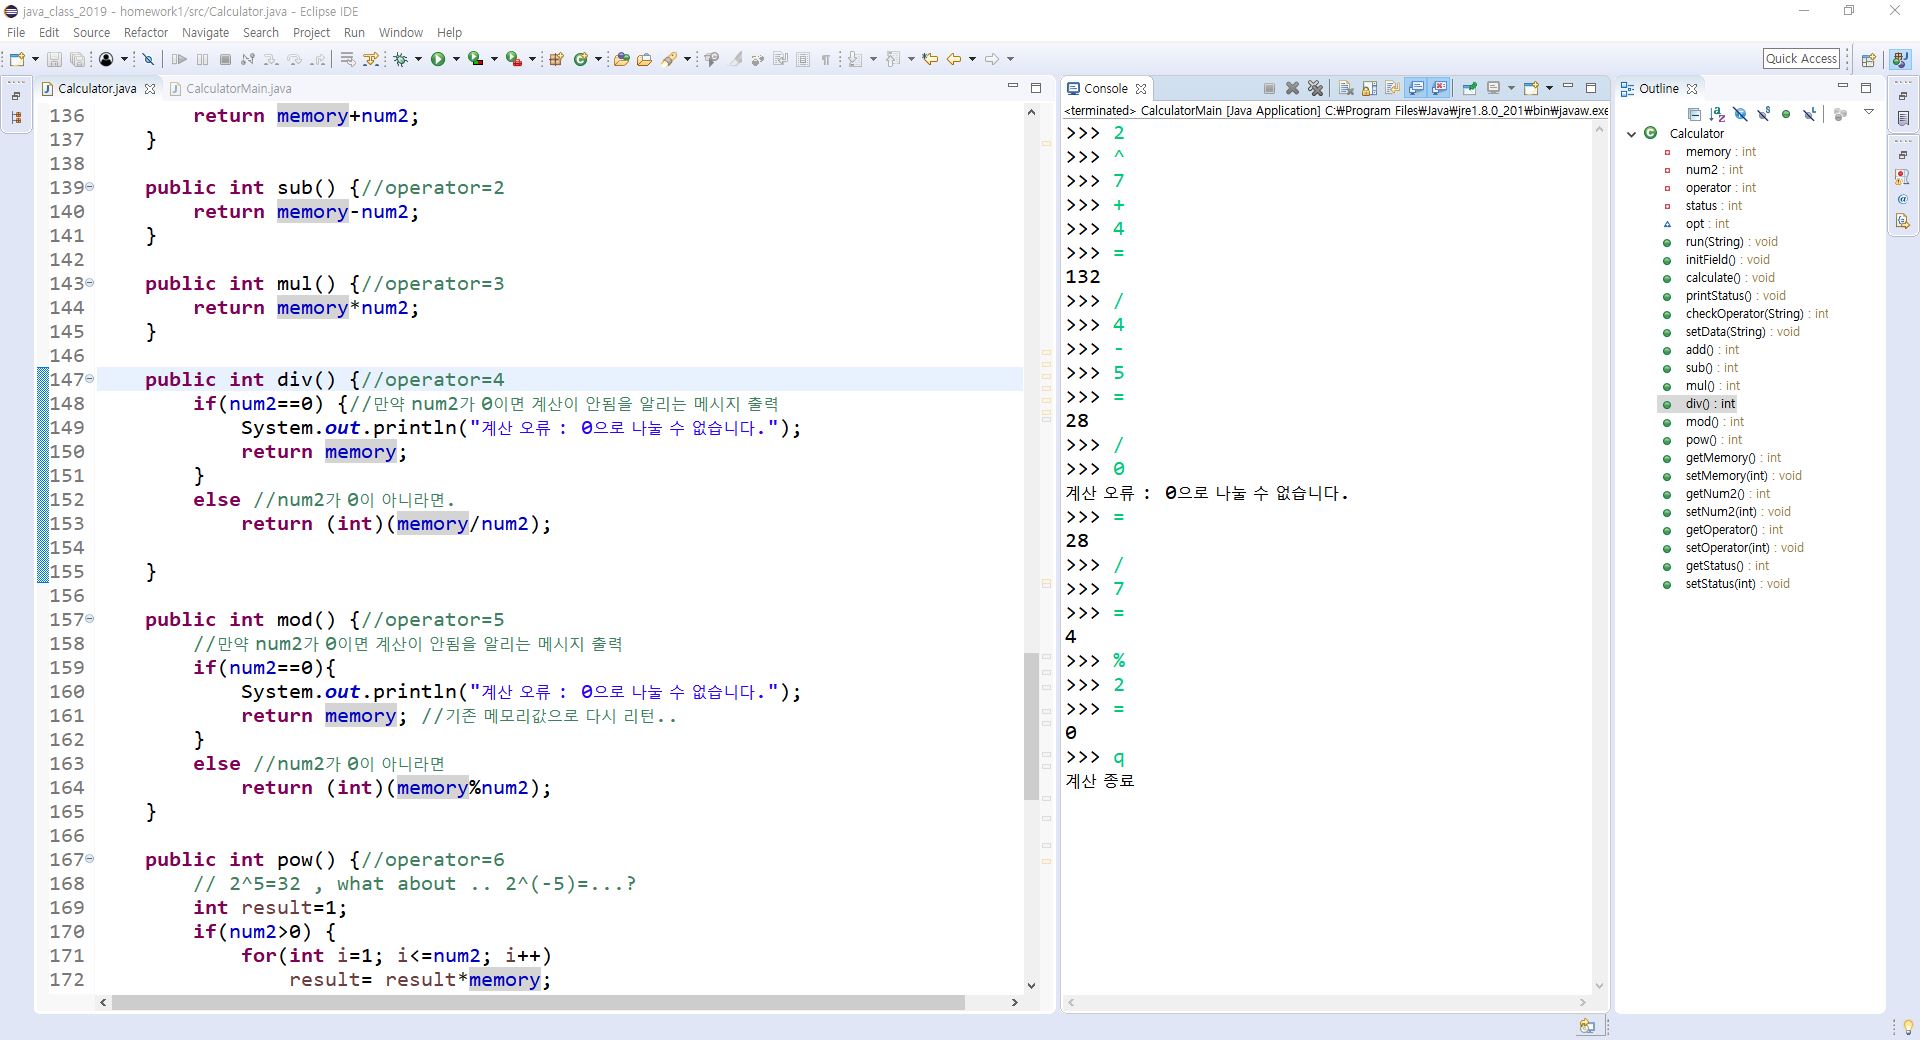 java_class_2019 - homework1/src/Calculator.java - Eclipse IDE
File Edit Source Refactor Navigate Search Project Run Window Help
Quick Access
Calculator.java CalculatorMain.java
136 return memory+num2;
137 }
138
139 public int sub() {//operator=2
140 return memory-num2;
141 }
142
143 public int mul() {//operator=3
144 return memory*num2;
145 }
146
147 public int div() {//operator=4
148 if(num2==0) {//만약 num2가 0이면 계산이 안됨을 알리는 메시지 출력
149 System.out.println("계산 오류 : 0으로 나눌 수 없습니다.");
150 return memory;
151 }
152 else //num2가 0이 아니라면.
153 return (int)(memory/num2);
154
155 }
156
157 public int mod() {//operator=5
158 //만약 num2가 0이면 계산이 안됨을 알리는 메시지 출력
159 if(num2==0){
160 System.out.println("계산 오류 : 0으로 나눌 수 없습니다.");
161 return memory; //기존 메모리값으로 다시 리턴..
162 }
163 else //num2가 0이 아니라면
164 return (int)(memory%num2);
165 }
166
167 public int pow() {//operator=6
168 // 2^5=32 , what about .. 2^(-5)=...?
169 int result=1;
170 if(num2>0) {
171 for(int i=1; i<=num2; i++)
172 result= result*memory;
Console
<terminated> CalculatorMain [Java Application] C:₩Program Files₩Java₩jre1.8.0_201₩bin₩javaw.exe
>>> 2
>>> ^
>>> 7
>>> +
>>> 4
>>> =
132
>>> /
>>> 4
>>> -
>>> 5
>>> =
28
>>> /
>>> 0
계산 오류 : 0으로 나눌 수 없습니다.
>>> =
28
>>> /
>>> 7
>>> =
4
>>> %
>>> 2
>>> =
0
>>> q
계산 종료
Outline
Calculator
memory : int
num2 : int
operator : int
status : int
opt : int
run(String) : void
initField() : void
calculate() : void
printStatus() : void
checkOperator(String) : int
setData(String) : void
add() : int
sub() : int
mul() : int
div() : int
mod() : int
pow() : int
getMemory() : int
setMemory(int) : void
getNum2() : int
setNum2(int) : void
getOperator() : int
setOperator(int) : void
getStatus() : int
setStatus(int) : void